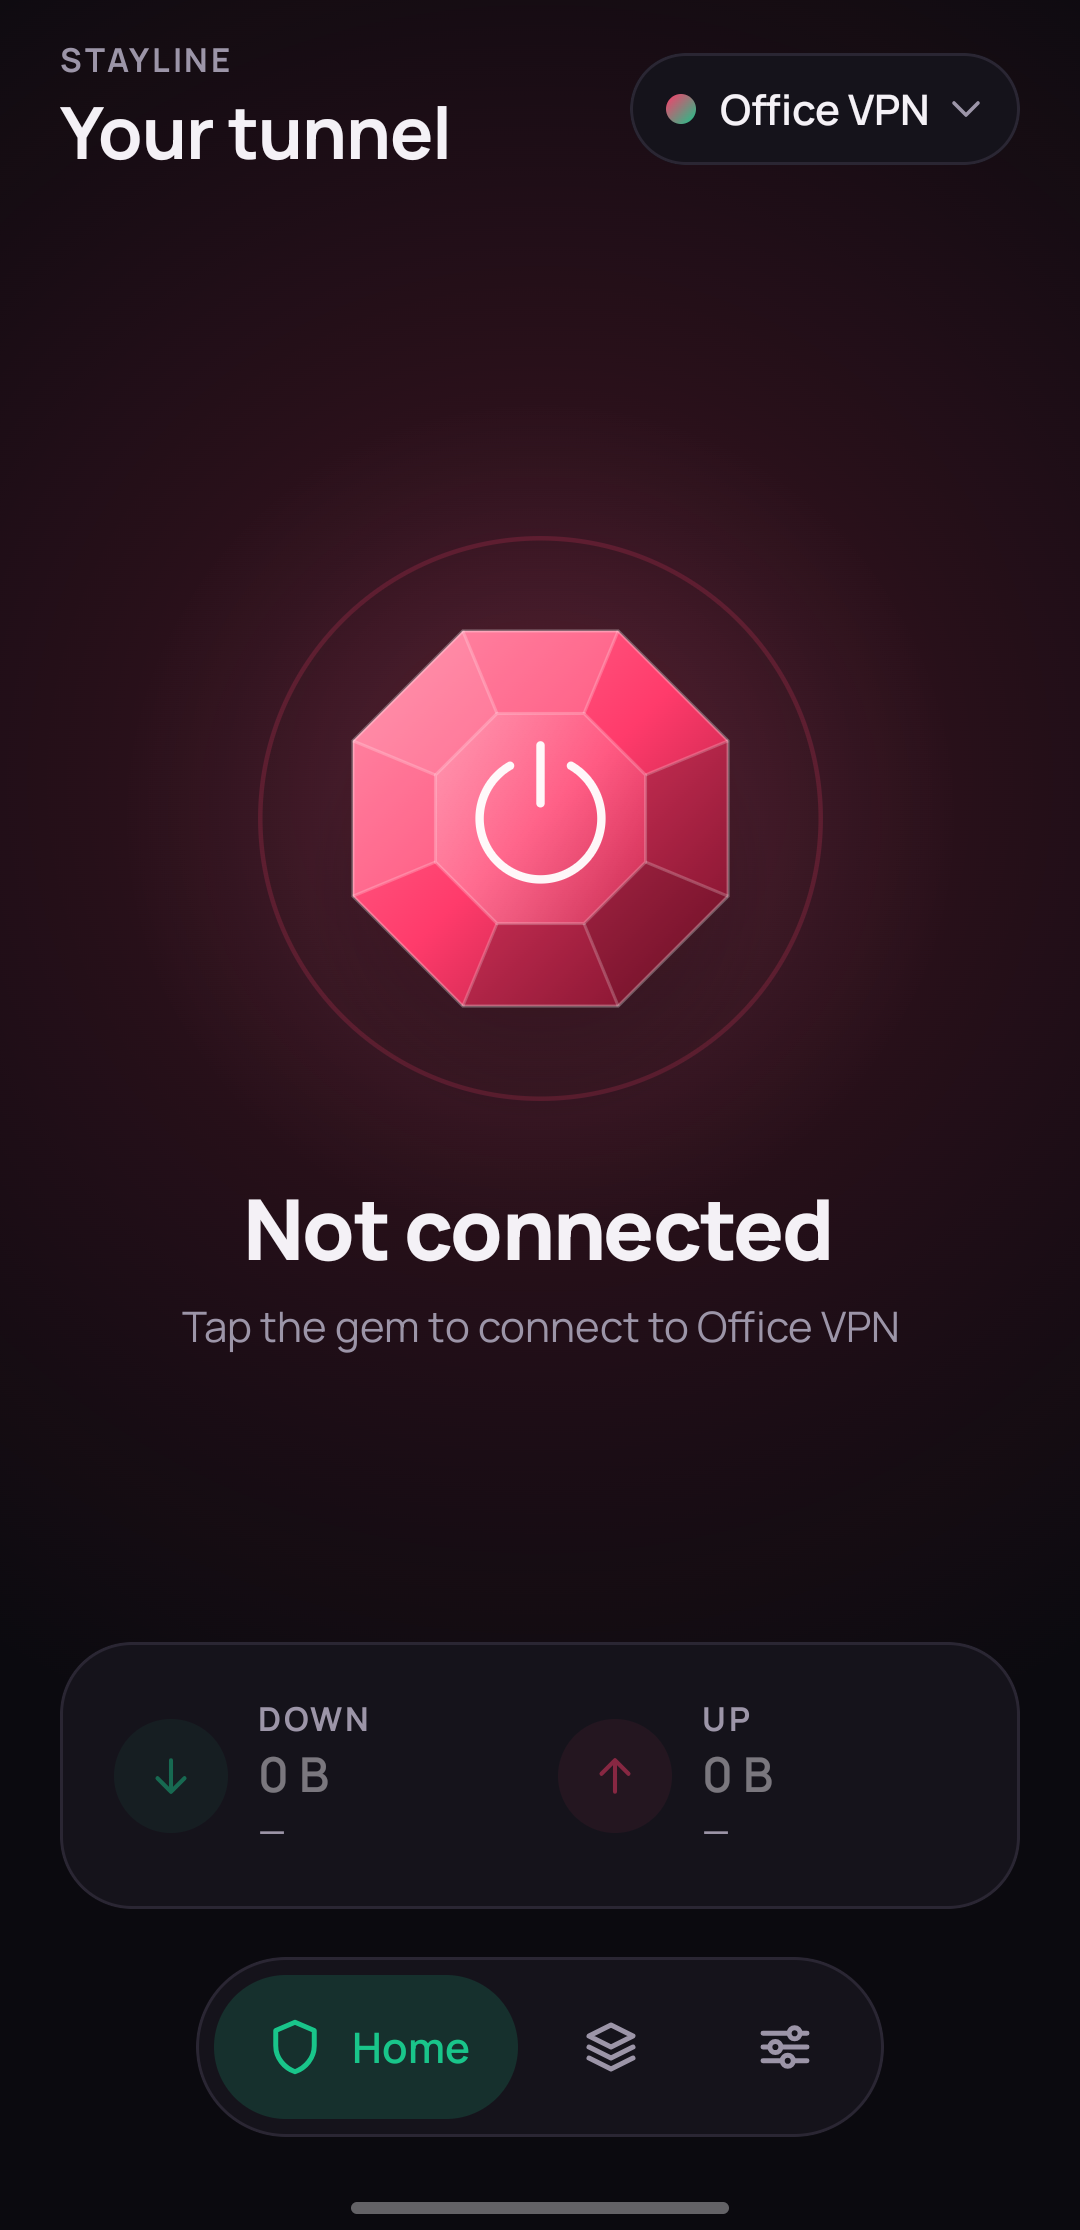 STAYLINE
Your tunnel
Office VPN
Not connected
Tap the gem to connect to Office VPN
DOWN
0 B
—
UP
0 B
—
Home